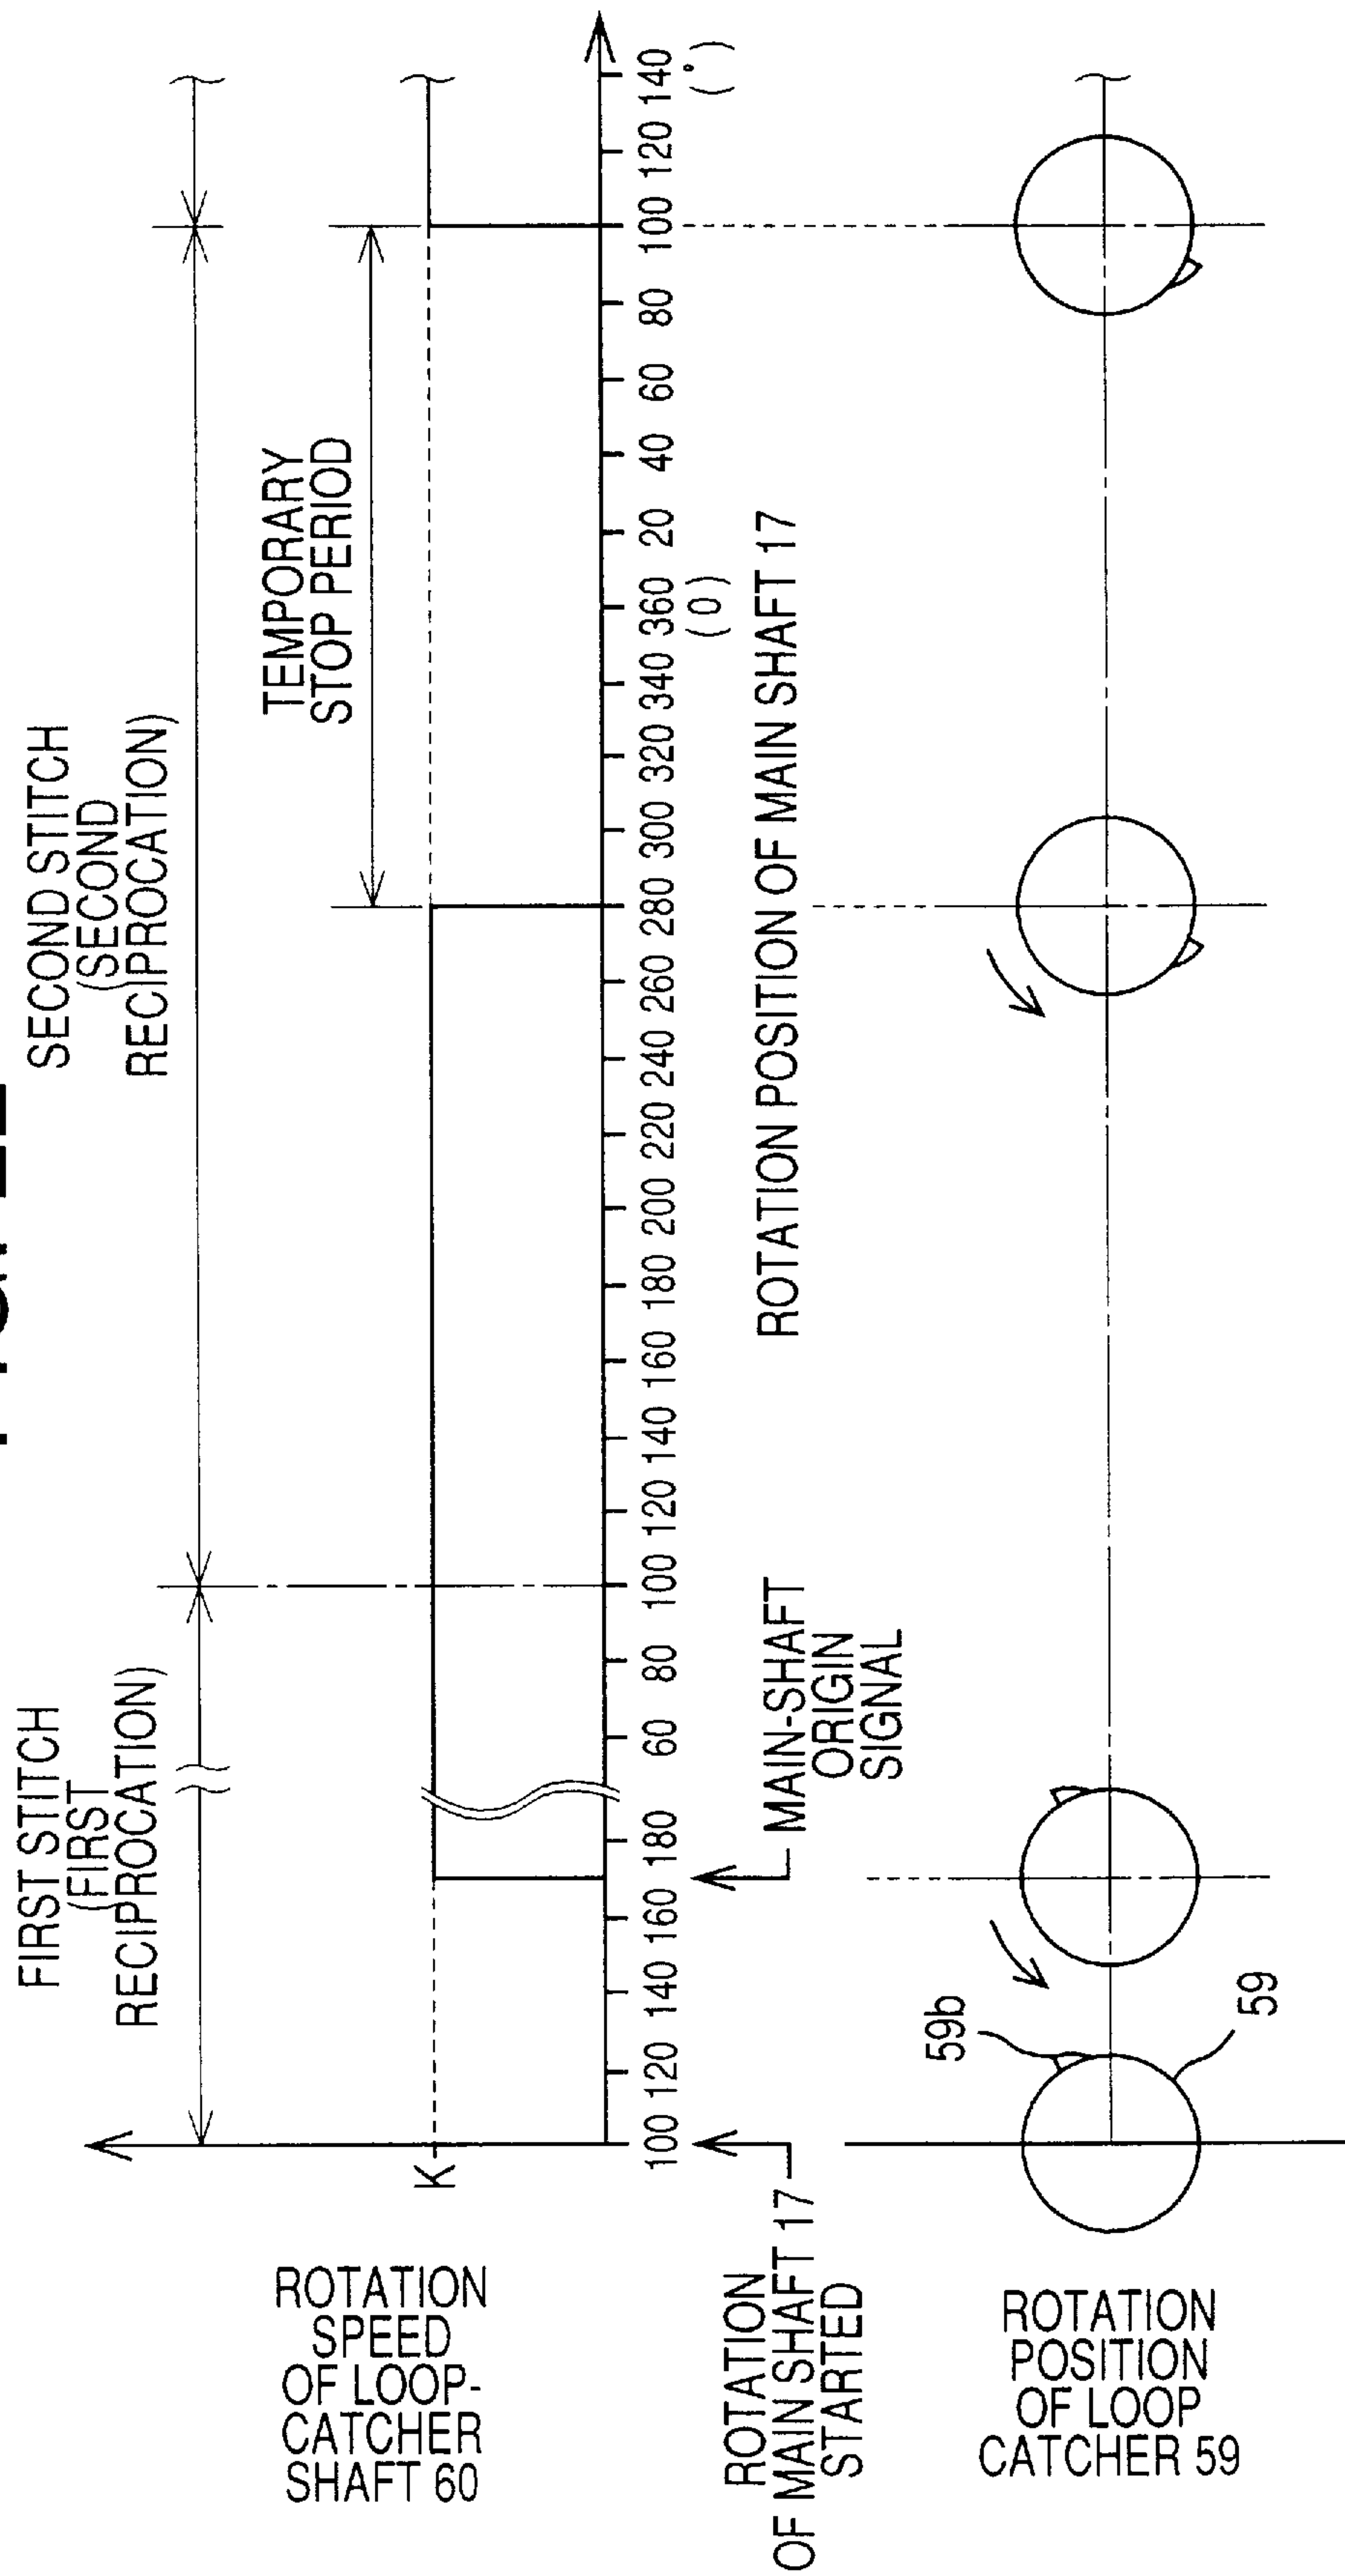 FIRST STITCH
(FIRST
RECIPROCATION)
SECOND STITCH
(SECOND
RECIPROCATION)
TEMPORARY
STOP PERIOD
ROTATION
SPEED
OF LOOP-
CATCHER
SHAFT 60
K
100 120 140 160 180 60 80 100 120 140 160 180 200 220 240 260 280 300 320 340 360 20 40 60 80 100 120 140
(0)
(°)
ROTATION
OF MAIN SHAFT 17
STARTED
MAIN-SHAFT
ORIGIN
SIGNAL
ROTATION POSITION OF MAIN SHAFT 17
ROTATION
POSITION
OF LOOP
CATCHER 59
59b
59